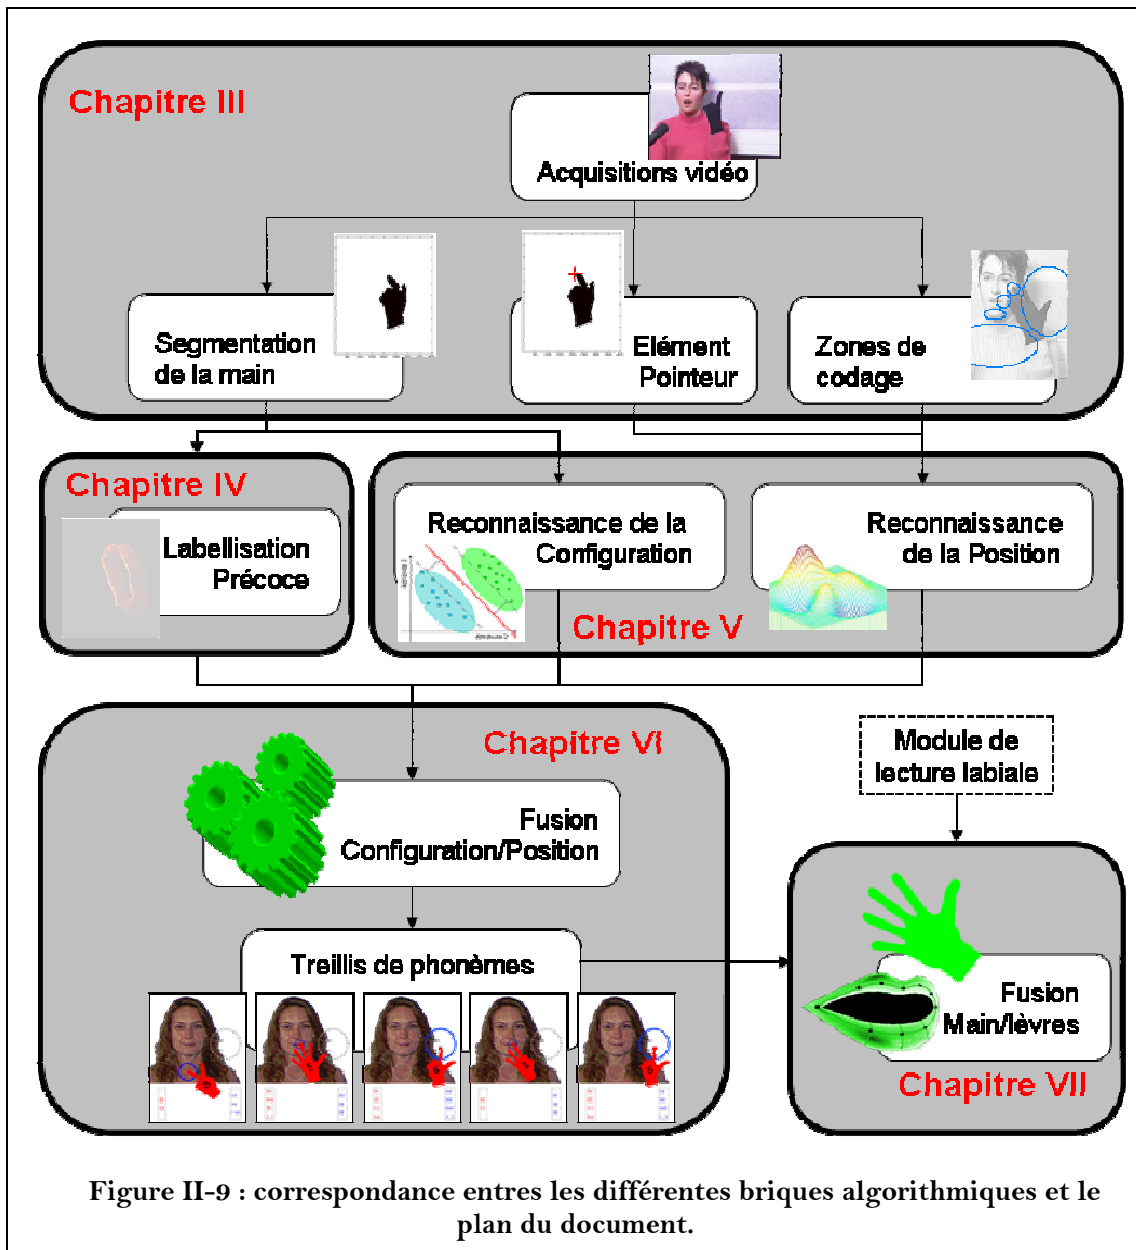 Chapitre III
Acquisitions vidéo
Segmentation
de la main
Elément
Pointeur
Zones de
codage
Chapitre IV
Labellisation
Précoce
Reconnaissance de la
Configuration
Reconnaissance
de la Position
Chapitre V
Chapitre VI
Fusion
Configuration/Position
Treillis de phonèmes
Module de
lecture labiale
Fusion
Main/lèvres
Chapitre VII
Figure II-9 : correspondance entres les différentes briques algorithmiques et le
plan du document.